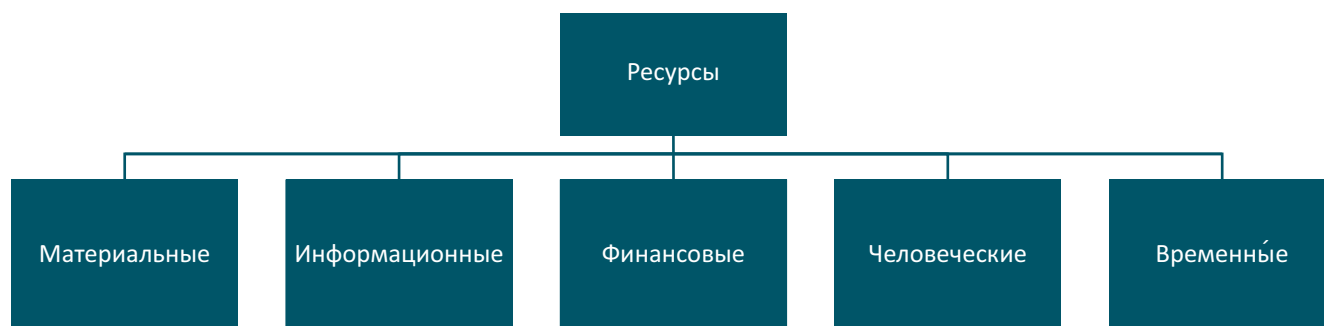 Ресурсы
Материальные
Информационные
Финансовые
Человеческие
Временны́е